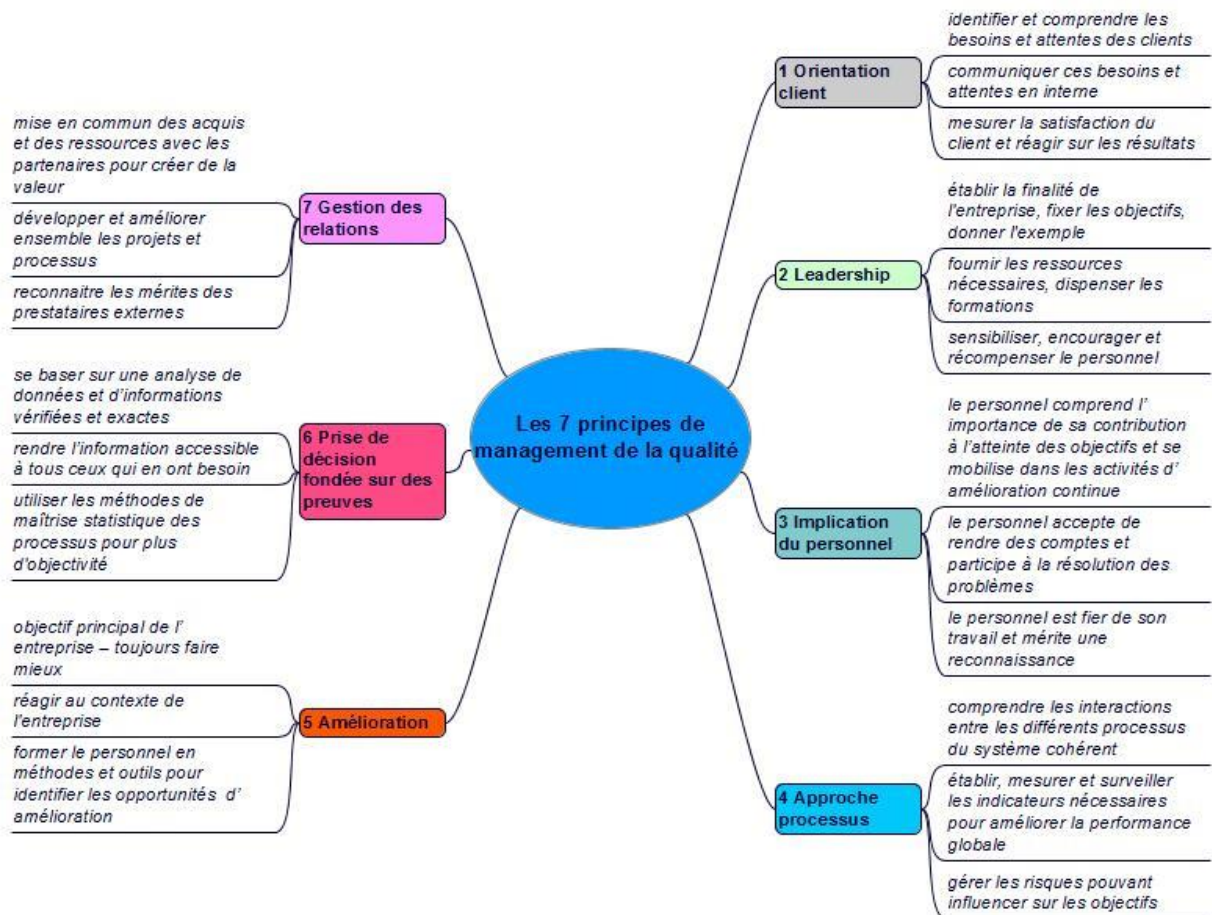 Les 7 principes de
management de la qualité
1 Orientation
client
identifier et comprendre les
besoins et attentes des clients
communiquer ces besoins et
attentes en interne
mesurer la satisfaction du
client et réagir sur les résultats
2 Leadership
établir la finalité de
l'entreprise, fixer les objectifs,
donner l'exemple
fournir les ressources
nécessaires, dispenser les
formations
sensibiliser, encourager et
récompenser le personnel
3 Implication
du personnel
le personnel comprend l’
importance de sa contribution
à l’atteinte des objectifs et se
mobilise dans les activités d’
amélioration continue
le personnel accepte de
rendre des comptes et
participe à la résolution des
problèmes
le personnel est fier de son
travail et mérite une
reconnaissance
4 Approche
processus
comprendre les interactions
entre les différents processus
du système cohérent
établir, mesurer et surveiller
les indicateurs nécessaires
pour améliorer la performance
globale
gérer les risques pouvant
influencer sur les objectifs
5 Amélioration
objectif principal de l’
entreprise – toujours faire
mieux
réagir au contexte de
l'entreprise
former le personnel en
méthodes et outils pour
identifier les opportunités d’
amélioration
6 Prise de
décision
fondée sur des
preuves
se baser sur une analyse de
données et d’informations
vérifiées et exactes
rendre l’information accessible
à tous ceux qui en ont besoin
utiliser les méthodes de
maîtrise statistique des
processus pour plus
d'objectivité
7 Gestion des
relations
mise en commun des acquis
et des ressources avec les
partenaires pour créer de la
valeur
développer et améliorer
ensemble les projets et
processus
reconnaitre les mérites des
prestataires externes